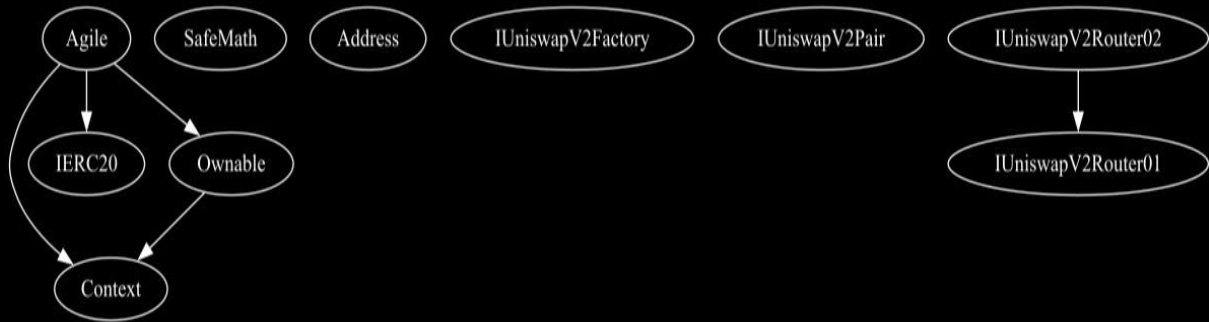 Agile
SafeMath
Address
IUniswapV2Factory
IUniswapV2Pair
IUniswapV2Router02
IERC20
Ownable
IUniswapV2Router01
Context